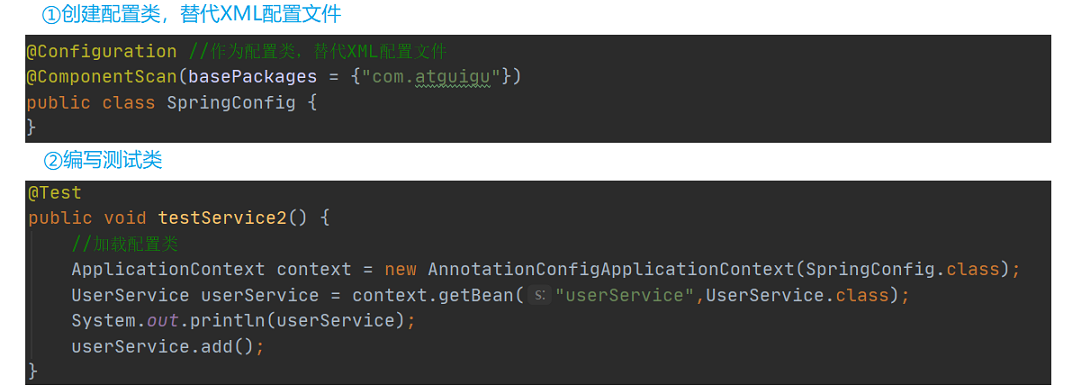 ①创建配置类，替代XML配置文件
@Configuration //作为配置类，替代XML配置文件
@ComponentScan(basePackages = {"com.atguigu"})
public class SpringConfig {
}
②编写测试类
@Test
public void testService2() {
//加载配置类
ApplicationContext context = new AnnotationConfigApplicationContext(SpringConfig.class);
UserService userService = context.getBean( s: "userService",UserService.class);
System.out.println(userService);
userService.add();
}